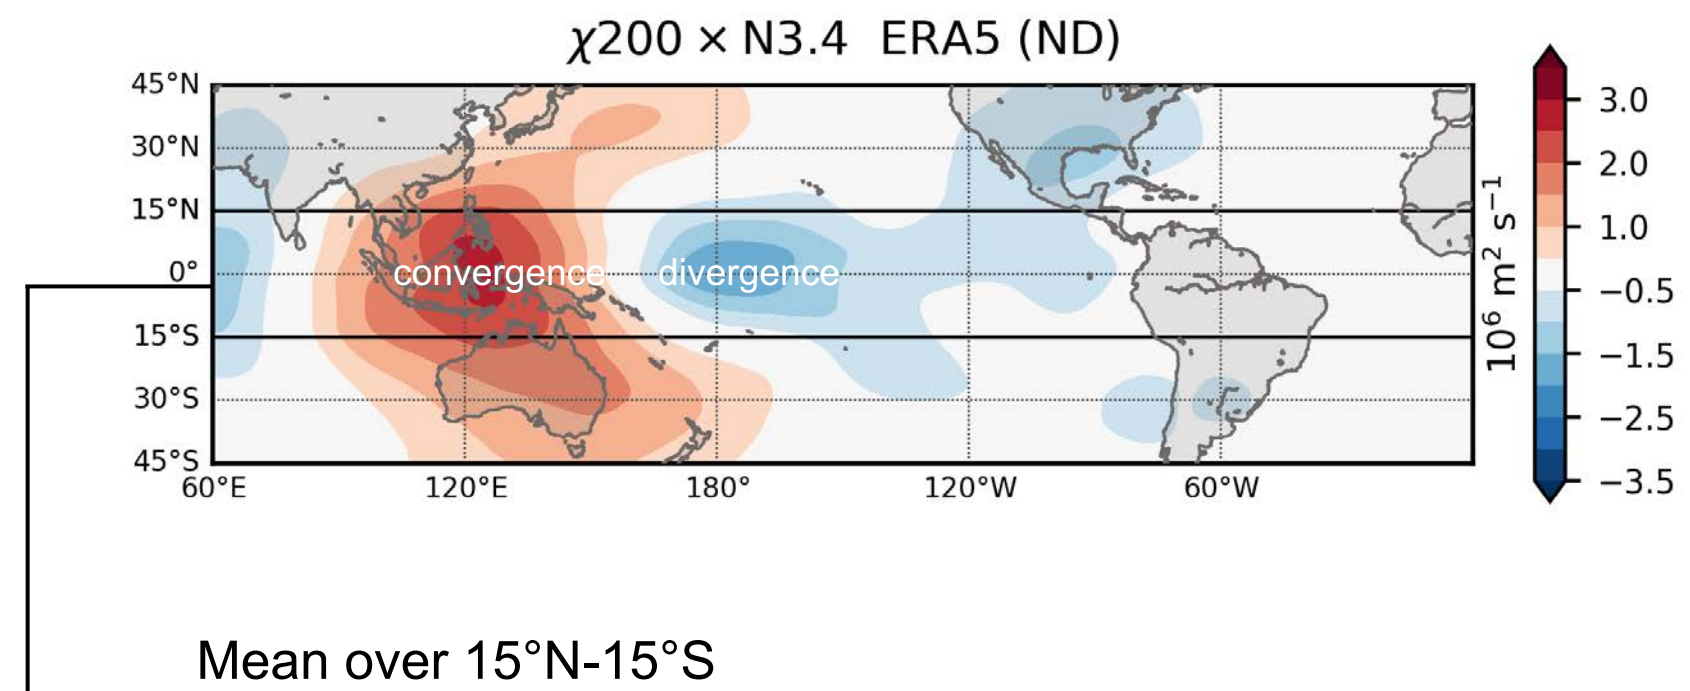 χ200 × N3.4 ERA5 (ND)
45°N
30°N
15°N
0°
15°S
30°S
45°S
convergence divergence
60°E 120°E 180° 120°W 60°W
3.0
2.0
1.0
−0.5
−1.5
−2.5
−3.5
10⁶ m² s⁻¹
Mean over 15°N-15°S